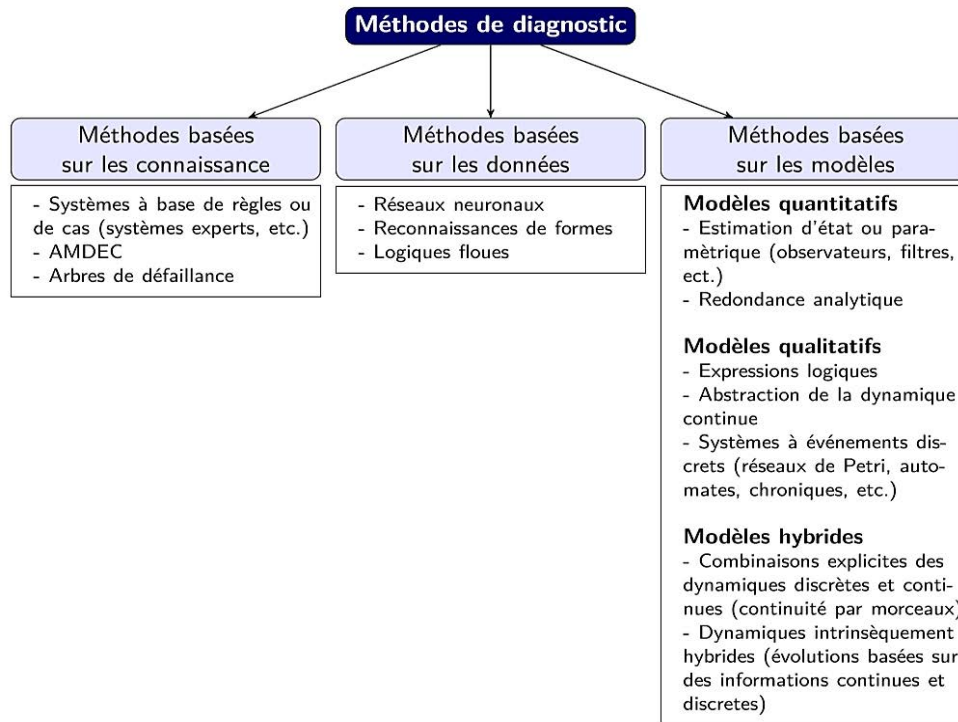 Méthodes de diagnostic
Méthodes basées
sur les connaissance
- Systèmes à base de règles ou
de cas (systèmes experts, etc.)
- AMDEC
- Arbres de défaillance
Méthodes basées
sur les données
- Réseaux neuronaux
- Reconnaissances de formes
- Logiques floues
Méthodes basées
sur les modèles
Modèles quantitatifs
- Estimation d'état ou para-
mètrique (observateurs, filtres,
ect.)
- Redondance analytique
Modèles qualitatifs
- Expressions logiques
- Abstraction de la dynamique
continue
- Systèmes à événements dis-
crets (réseaux de Petri, auto-
mates, chroniques, etc.)
Modèles hybrides
- Combinaisons explicites des
dynamiques discrètes et conti-
nues (continuité par morceaux)
- Dynamiques intrinsèquement
hybrides (évolutions basées sur
des informations continues et
discretes)